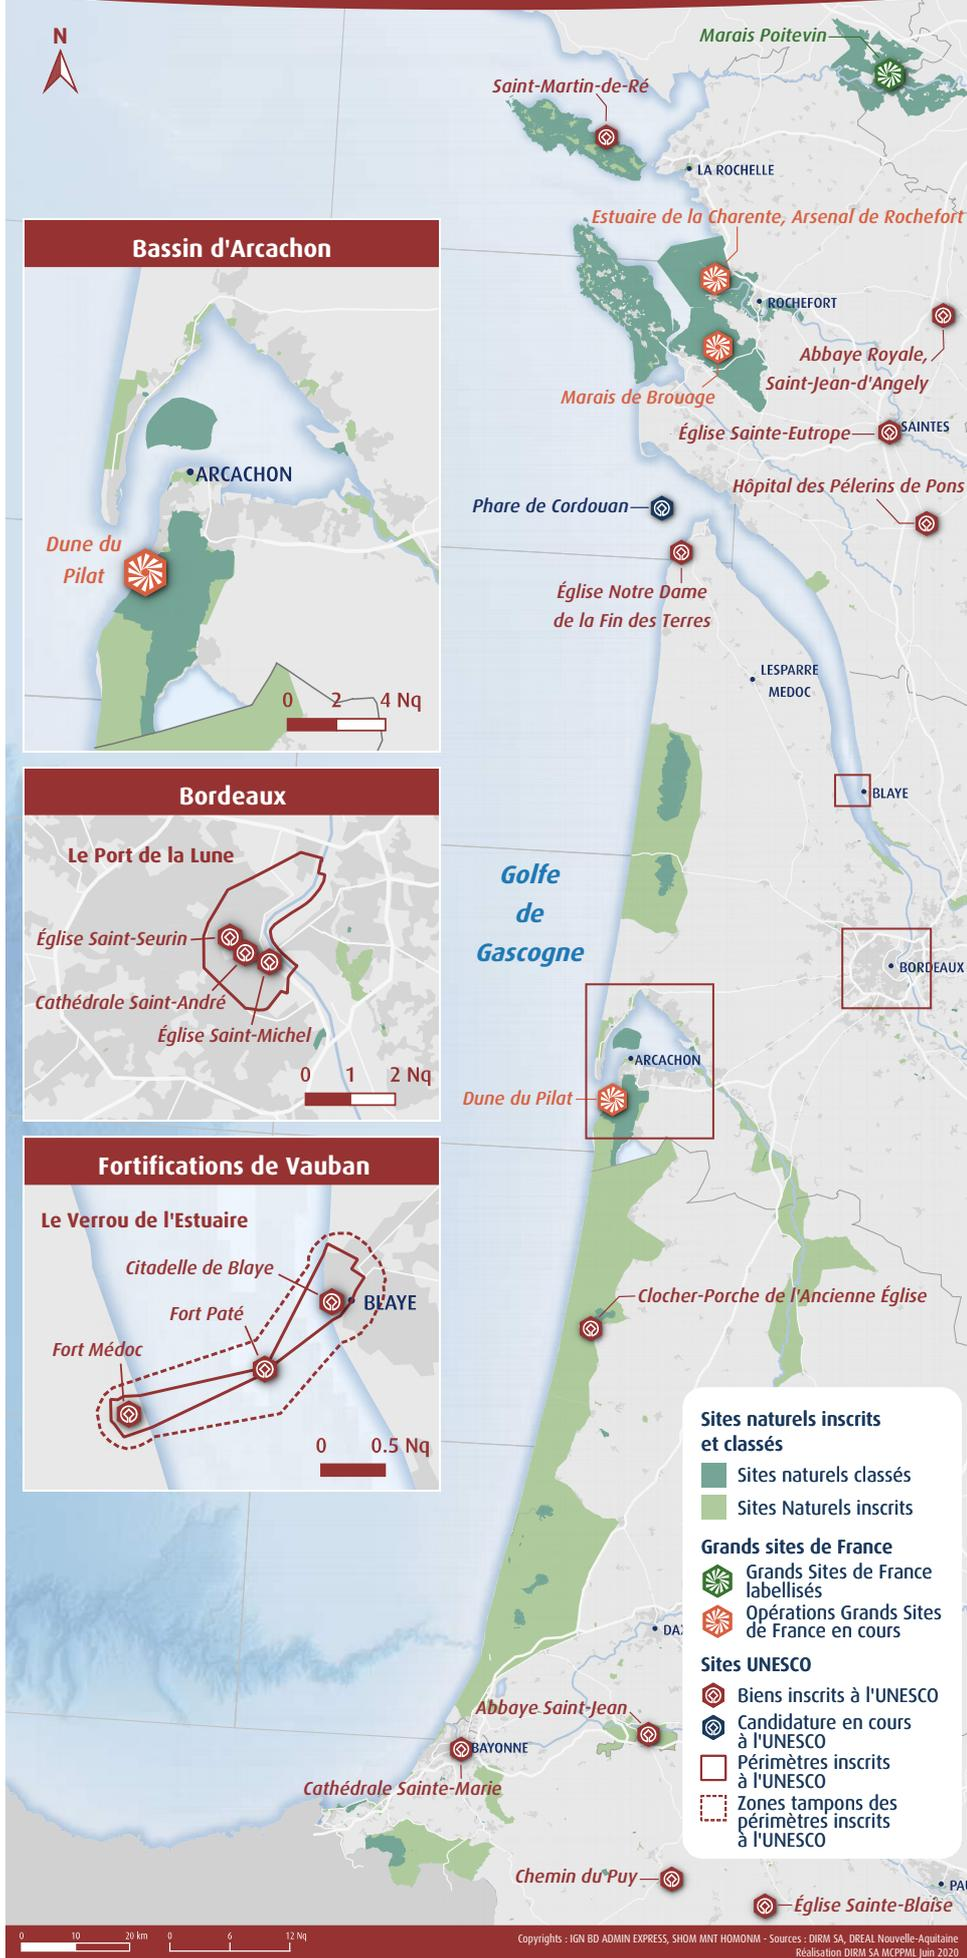 N
Marais Poitevin
Saint-Martin-de-Ré
LA ROCHELLE
Estuaire de la Charente, Arsenal de Rochefort
ROCHEFORT
Abbaye Royale,
Saint-Jean-d'Angely
Marais de Brouage
Église Sainte-Eutrope
SAINTES
Hôpital des Pélerins de Pons
Phare de Cordouan
Église Notre Dame
de la Fin des Terres
LESPARRE
MEDOC
BLAYE
Golfe
de
Gascogne
BORDEAUX
ARCACHON
Dune du Pilat
Clocher-Porche de l'Ancienne Église
Abbaye Saint-Jean
BAYONNE
Cathédrale Sainte-Marie
Chemin du Puy
Église Sainte-Blaise
Bassin d'Arcachon
ARCACHON
Dune du
Pilat
0 2 4 Nq
Bordeaux
Le Port de la Lune
Église Saint-Seurin
Cathédrale Saint-André
Église Saint-Michel
0 1 2 Nq
Fortifications de Vauban
Le Verrou de l'Estuaire
Citadelle de Blaye
BLAYE
Fort Paté
Fort Médoc
0 0.5 Nq
Sites naturels inscrits
et classés
Sites naturels classés
Sites Naturels inscrits
Grands sites de France
Grands Sites de France
labellisés
Opérations Grands Sites
de France en cours
Sites UNESCO
Biens inscrits à l'UNESCO
Candidature en cours
à l'UNESCO
Périmètres inscrits
à l'UNESCO
Zones tampons des
périmètres inscrits
à l'UNESCO
0 10 20 km
0 6 12 Nq
Copyrights : IGN BD ADMIN EXPRESS, SHOM MNT HOMONM - Sources : DIRM SA, DREAL Nouvelle-Aquitaine
Réalisation DIRM SA MCPPML Juin 2020